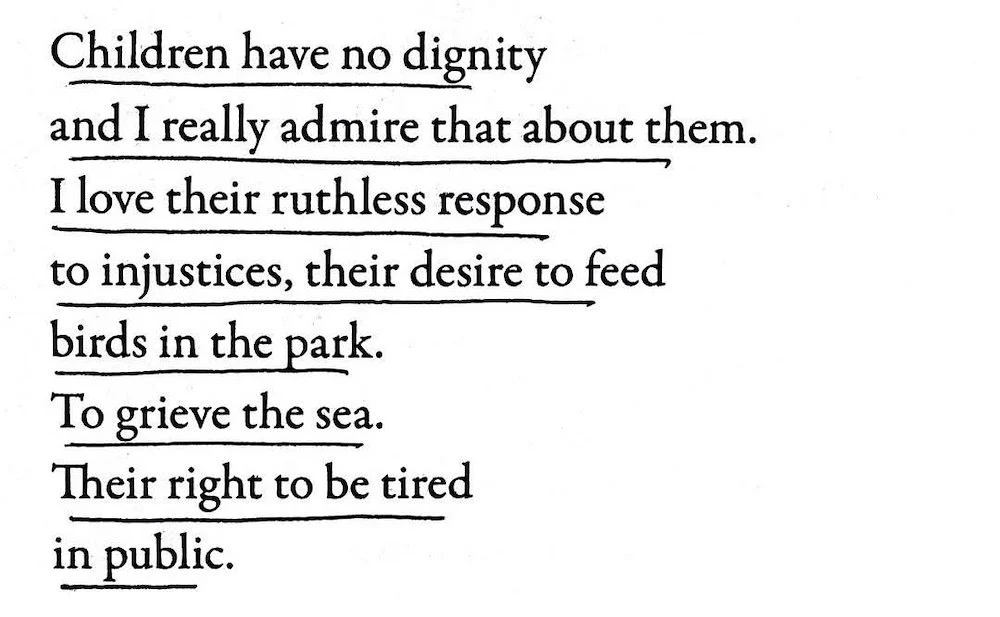 Children have no dignity
and I really admire that about them.
I love their ruthless response
to injustices, their desire to feed
birds in the park.
To grieve the sea.
Their right to be tired
in public.